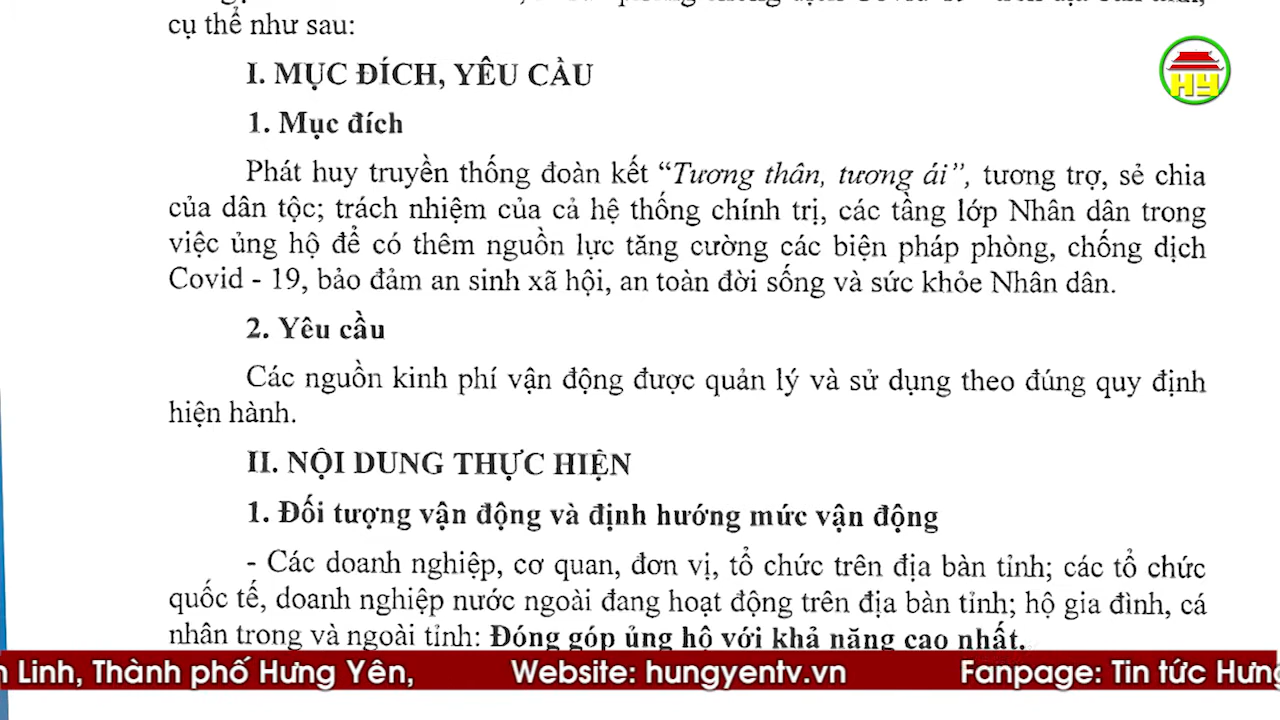 cụ thể như sau:
I. MỤC ĐÍCH, YÊU CẦU
1. Mục đích
Phát huy truyền thống đoàn kết “Tương thân, tương ái”, tương trợ, sẻ chia
của dân tộc; trách nhiệm của cả hệ thống chính trị, các tầng lớp Nhân dân trong
việc ủng hộ để có thêm nguồn lực tăng cường các biện pháp phòng, chống dịch
Covid - 19, bảo đảm an sinh xã hội, an toàn đời sống và sức khỏe Nhân dân.
2. Yêu cầu
Các nguồn kinh phí vận động được quản lý và sử dụng theo đúng quy định
hiện hành.
II. NỘI DUNG THỰC HIỆN
1. Đối tượng vận động và định hướng mức vận động
- Các doanh nghiệp, cơ quan, đơn vị, tổ chức trên địa bàn tỉnh; các tổ chức
quốc tế, doanh nghiệp nước ngoài đang hoạt động trên địa bàn tỉnh; hộ gia đình, cá
nhân trong và ngoài tỉnh: Đóng góp ủng hộ với khả năng cao nhất.
HY
Linh, Thành phố Hưng Yên, Website: hungyentv.vn Fanpage: Tin tức Hưng